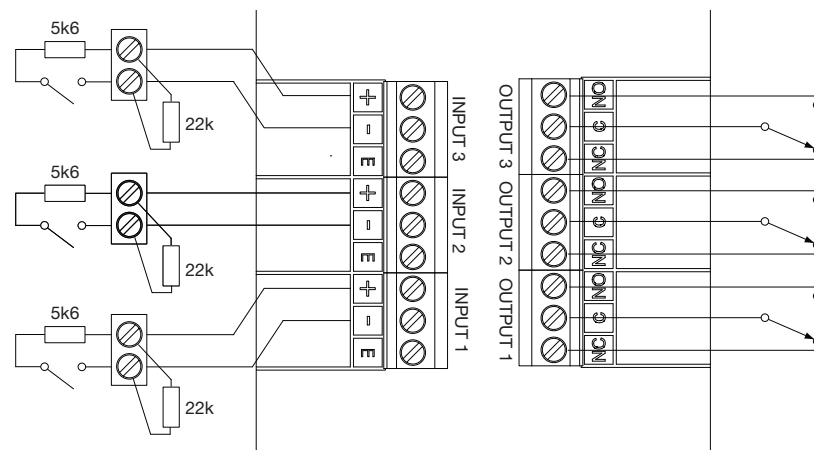 5k6
22k
5k6
22k
5k6
22k
+
–
E
+
–
E
+
–
E
INPUT 3
INPUT 2
INPUT 1
OUTPUT 3
OUTPUT 2
OUTPUT 1
NO
C
NC
NO
C
NC
NO
C
NC